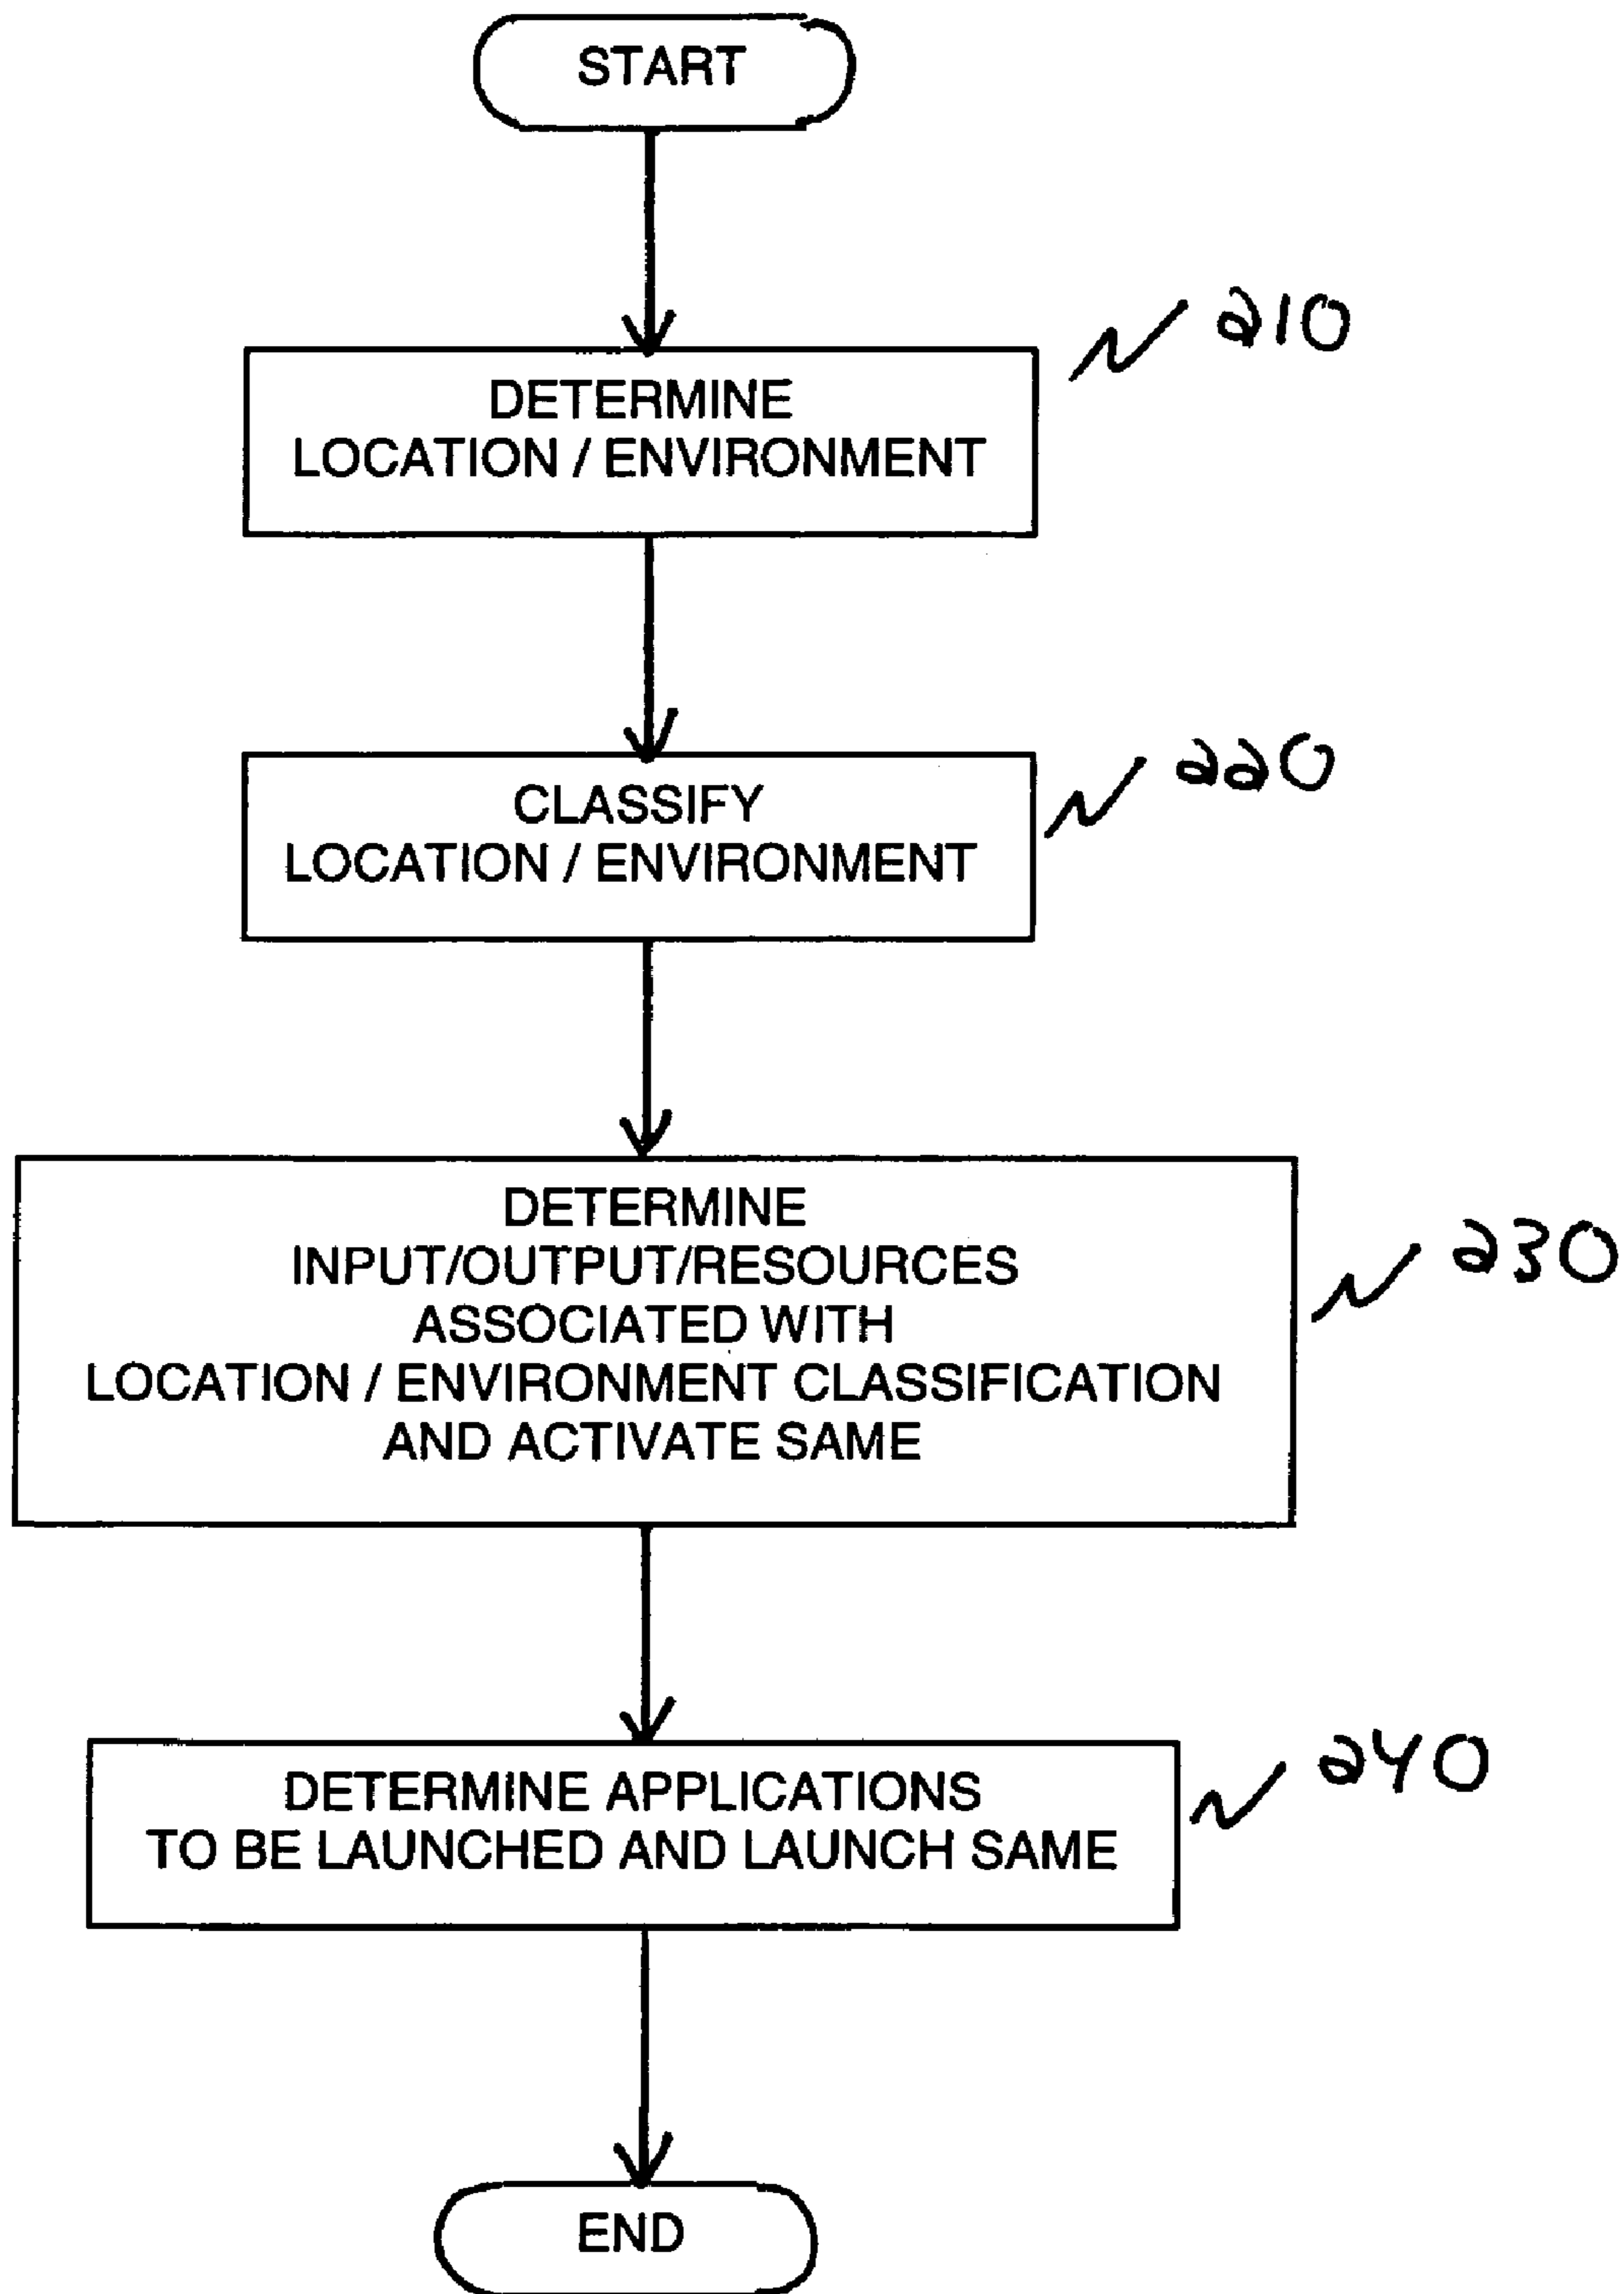 START
210
DETERMINE
LOCATION / ENVIRONMENT
220
CLASSIFY
LOCATION / ENVIRONMENT
230
DETERMINE
INPUT/OUTPUT/RESOURCES
ASSOCIATED WITH
LOCATION / ENVIRONMENT CLASSIFICATION
AND ACTIVATE SAME
240
DETERMINE APPLICATIONS
TO BE LAUNCHED AND LAUNCH SAME
END